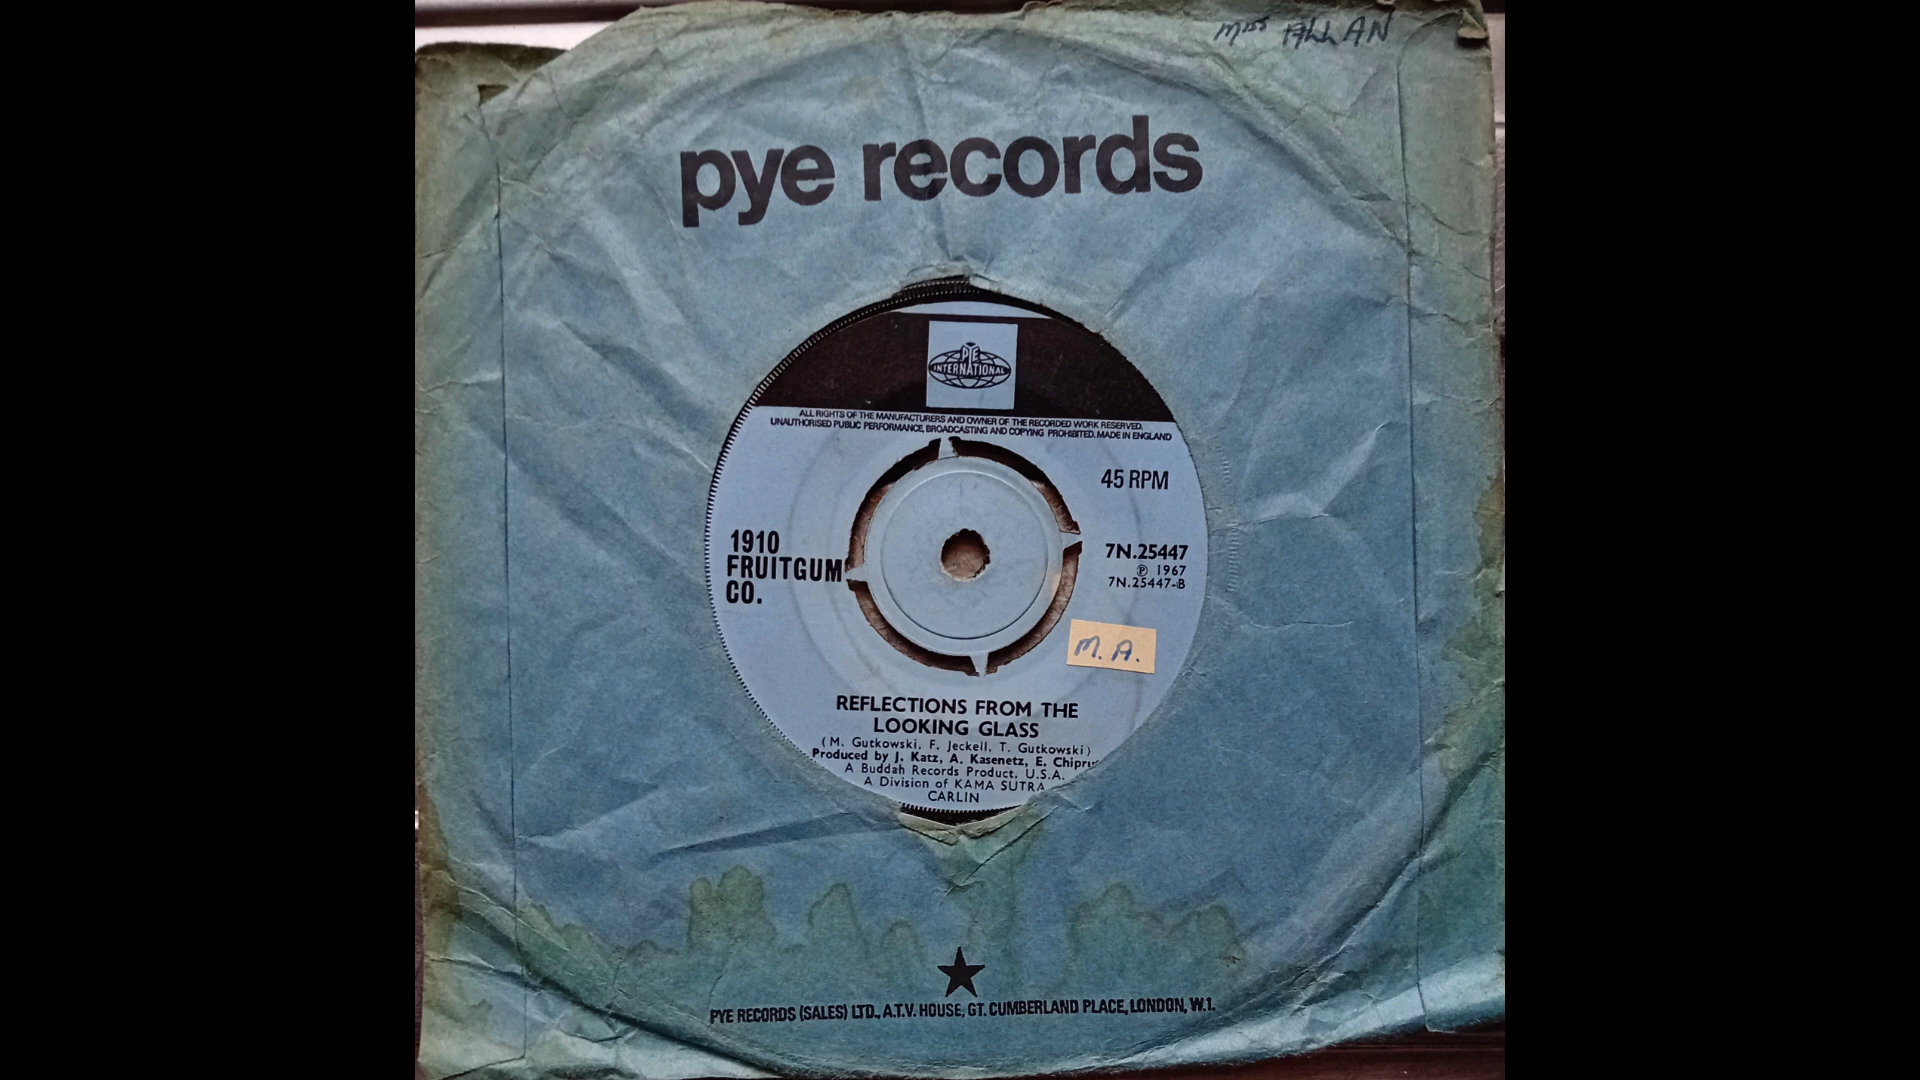 Miss ALLAN
pye records
PYE
INTERNATIONAL
ALL RIGHTS OF THE MANUFACTURERS AND OWNER OF THE RECORDED WORK RESERVED.
UNAUTHORISED PUBLIC PERFORMANCE, BROADCASTING AND COPYING PROHIBITED. MADE IN ENGLAND
45 RPM
1910
FRUITGUM
CO.
7N.25447
℗ 1967
7N.25447-B
M. A.
REFLECTIONS FROM THE
LOOKING GLASS
(M. Gutkowski, F. Jeckell, T. Gutkowski)
Produced by J. Katz, A. Kasenetz, E. Chipru
A Buddah Records Product, U.S.A.
A Division of KAMA SUTRA
CARLIN
PYE RECORDS (SALES) LTD., A.T.V. HOUSE, GT. CUMBERLAND PLACE, LONDON, W.1.